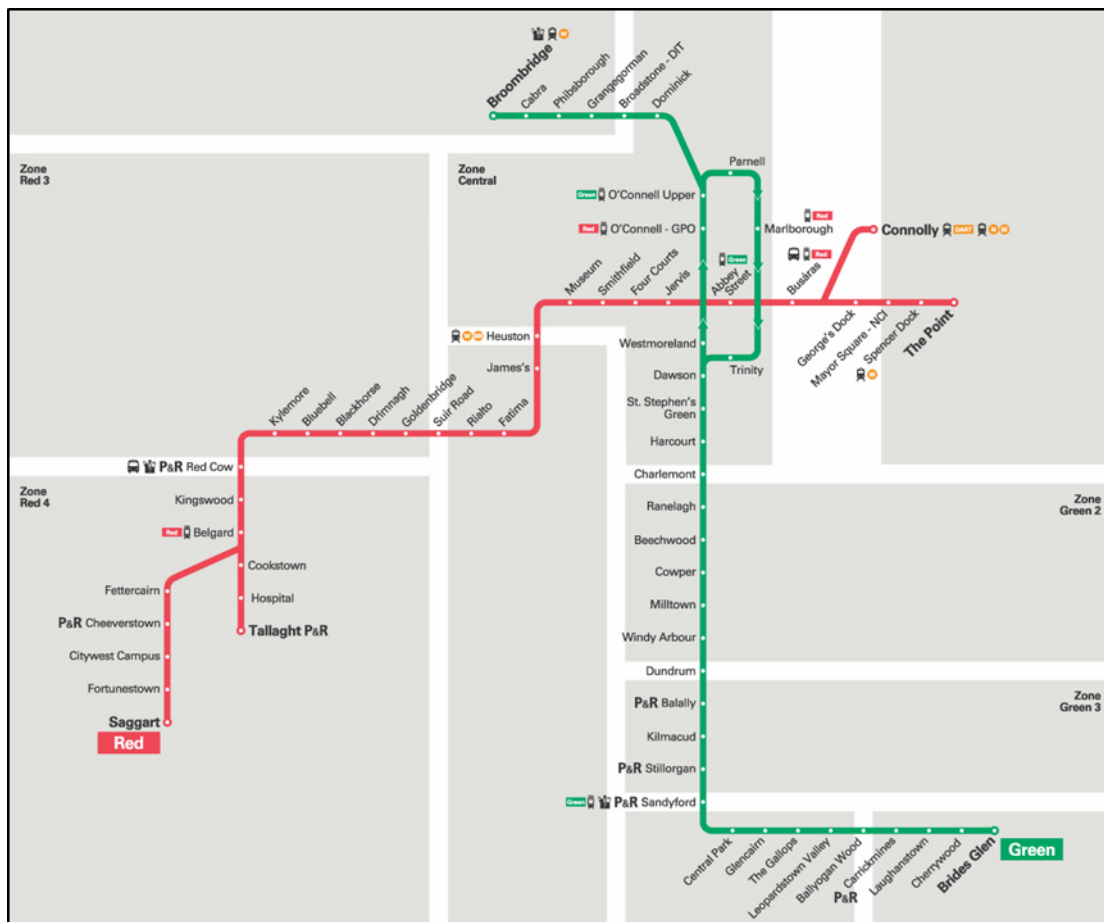 Broombridge
Cabra
Phibsborough
Grangegorman
Broadstone - DIT
Dominick
W
Zone
Red 3
Zone
Central
Parnell
Green O'Connell Upper
Red O'Connell - GPO
Marlborough
Red
Connolly DART N W
Red
Busáras
Green
Abbey
Street
Museum
Smithfield
Four Courts
Jervis
George's Dock
Mayor Square - NCI
Spencer Dock
The Point
W
Heuston
James's
Westmoreland
Trinity
Dawson
St. Stephen's
Green
Harcourt
Charlemont
Kylemore
Bluebell
Blackhorse
Drimnagh
Goldenbridge
Suir Road
Rialto
Fatima
P&R Red Cow
Zone
Red 4
Kingswood
Red Belgard
Cookstown
Hospital
Tallaght P&R
Fettercairn
P&R Cheeverstown
Citywest Campus
Fortunestown
Saggart
Red
Zone
Green 2
Ranelagh
Beechwood
Cowper
Milltown
Windy Arbour
Dundrum
Zone
Green 3
P&R Balally
Kilmacud
P&R Stillorgan
Green P&R Sandyford
Central Park
Glencairn
The Gallops
Leopardstown Valley
Ballyogan Wood
Carrickmines
P&R
Laughanstown
Cherrywood
Brides Glen
Green